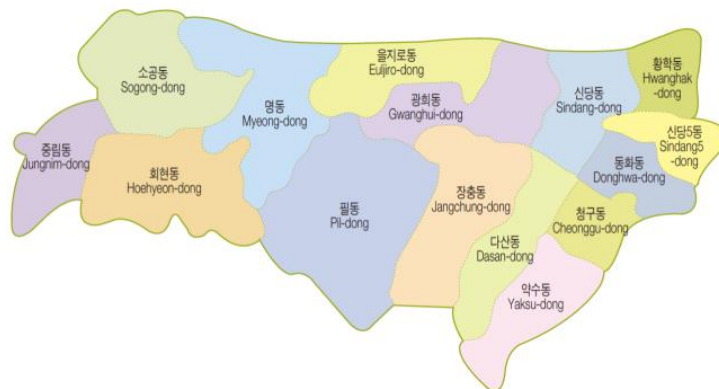 소공동
Sogong-dong
명동
Myeong-dong
을지로동
Euljiro-dong
광희동
Gwanghui-dong
신당동
Sindang-dong
황학동
Hwanghak
-dong
신당5동
Sindang5
-dong
중림동
Jungnim-dong
회현동
Hoehyeon-dong
필동
Pil-dong
장충동
Jangchung-dong
동화동
Donghwa-dong
청구동
Cheonggu-dong
다산동
Dasan-dong
약수동
Yaksu-dong